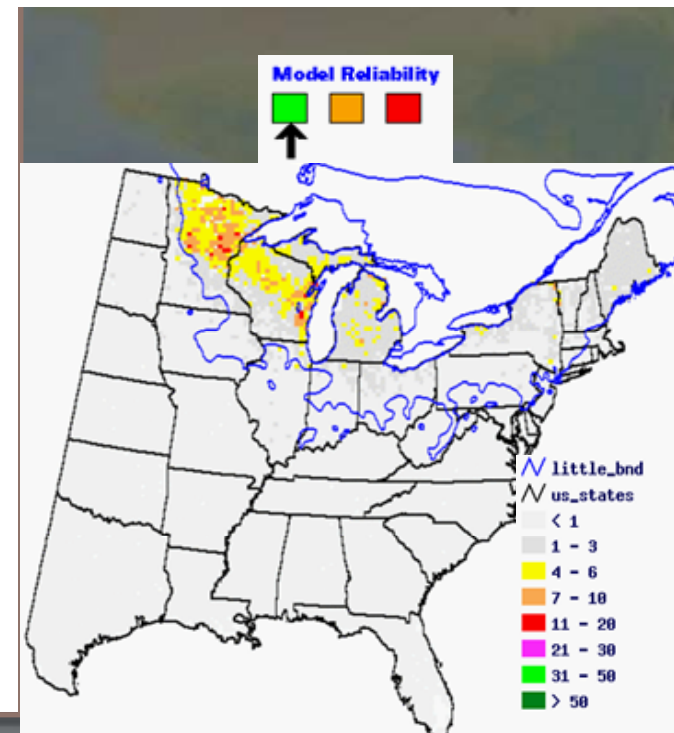 Model Reliability
little_bnd
us_states
< 1
1 - 3
4 - 6
7 - 10
11 - 20
21 - 30
31 - 50
> 50